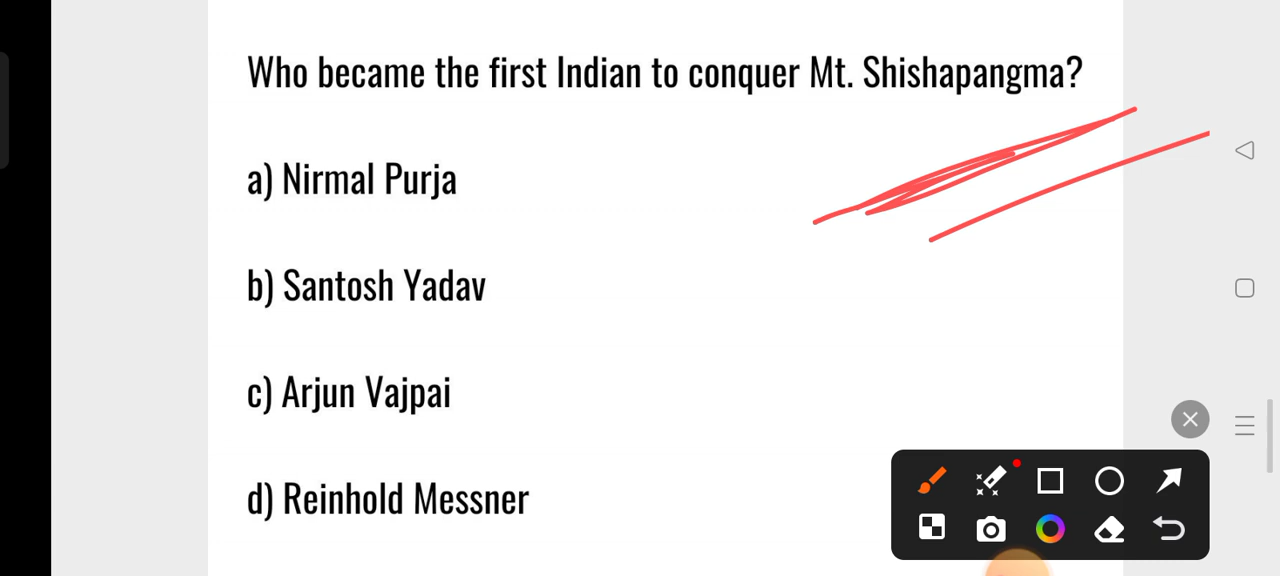 Who became the first Indian to conquer Mt. Shishapangma?
a) Nirmal Purja
b) Santosh Yadav
c) Arjun Vajpai
d) Reinhold Messner